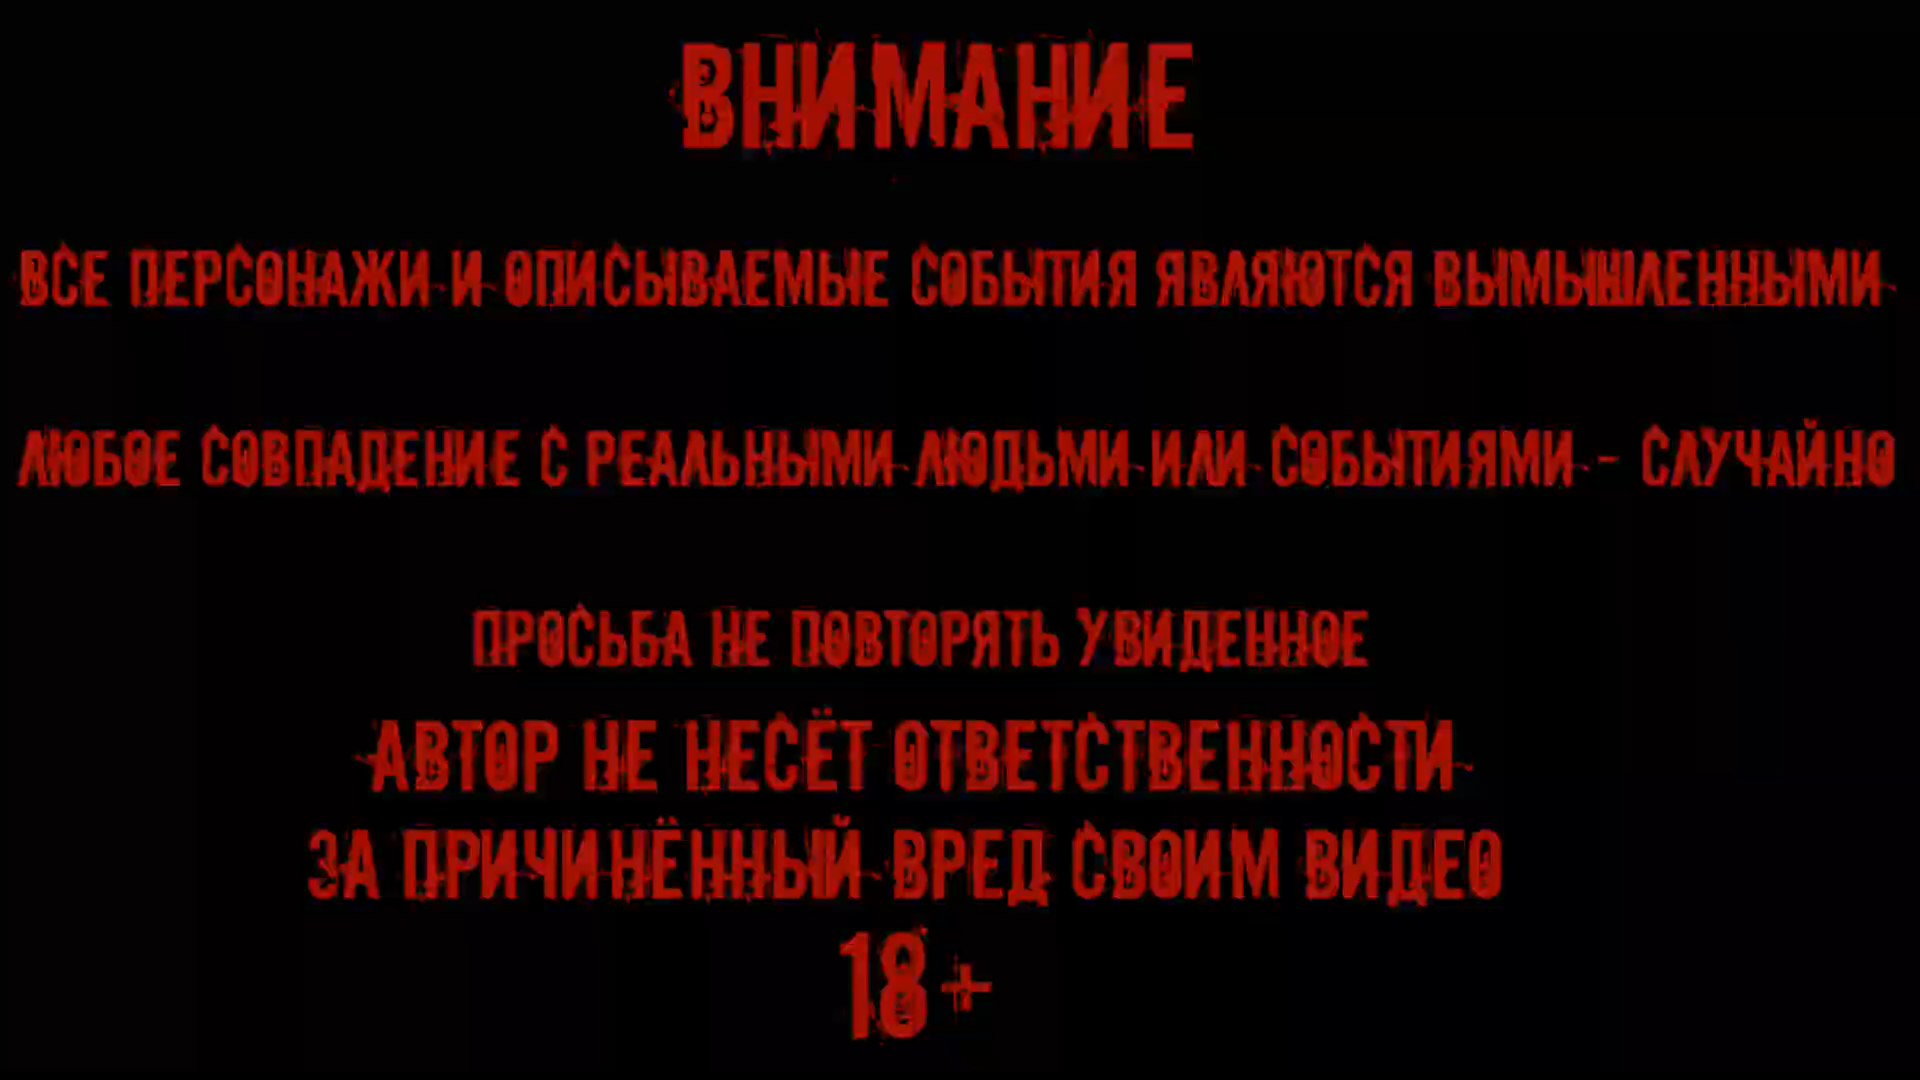 ВНИМАНИЕ
ВСЕ ПЕРСОНАЖИ И ОПИСЫВАЕМЫЕ СОБЫТИЯ ЯВЛЯЮТСЯ ВЫМЫШЛЕННЫМИ
ЛЮБОЕ СОВПАДЕНИЕ С РЕАЛЬНЫМИ ЛЮДЬМИ ИЛИ СОБЫТИЯМИ - СЛУЧАЙНО
ПРОСЬБА НЕ ПОВТОРЯТЬ УВИДЕННОЕ
АВТОР НЕ НЕСЁТ ОТВЕТСТВЕННОСТИ
ЗА ПРИЧИНЁННЫЙ ВРЕД СВОИМ ВИДЕО
18+